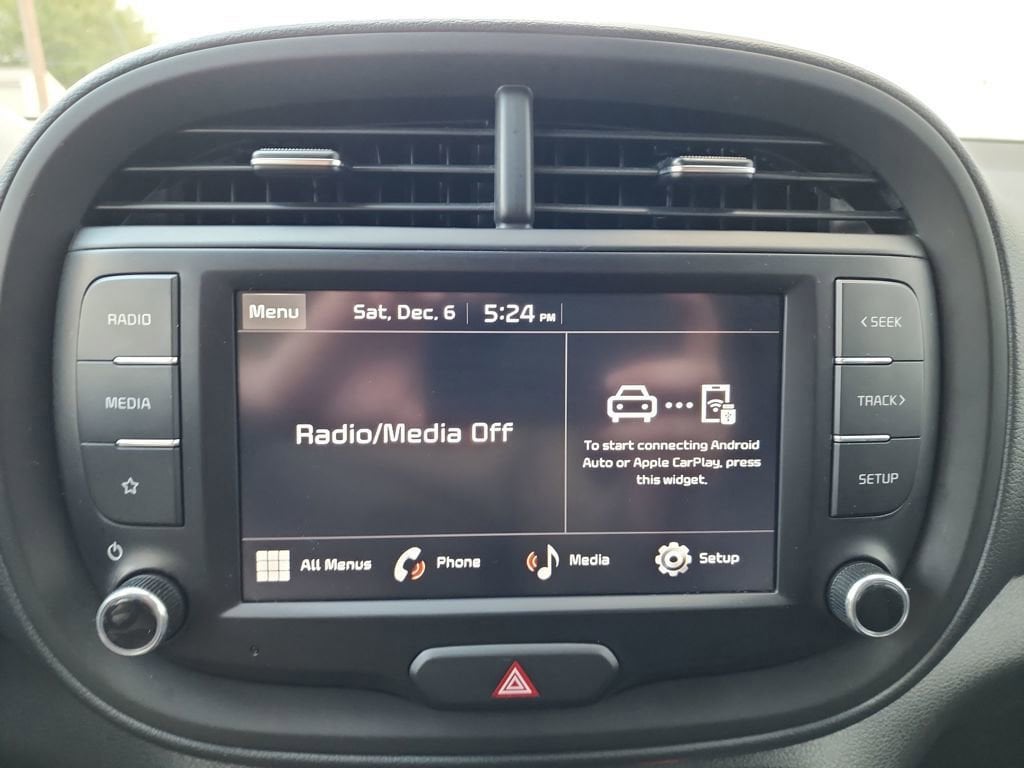 Menu Sat, Dec. 6 5:24 PM
RADIO
MEDIA
Radio/Media Off
To start connecting Android
Auto or Apple CarPlay, press
this widget.
All Menus Phone Media Setup
< SEEK
TRACK >
SETUP